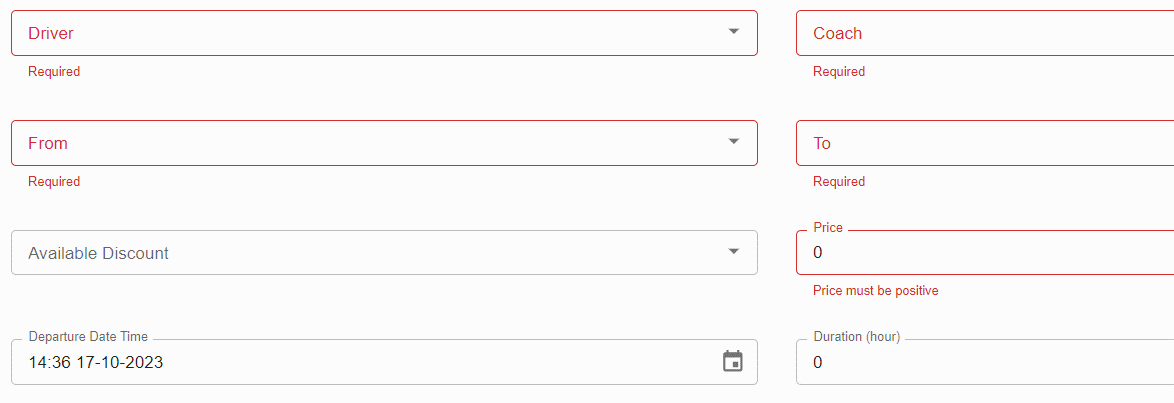 Driver
Coach
Required
Required
From
To
Required
Required
Available Discount
Price
0
Price must be positive
Departure Date Time
14:36 17-10-2023
Duration (hour)
0